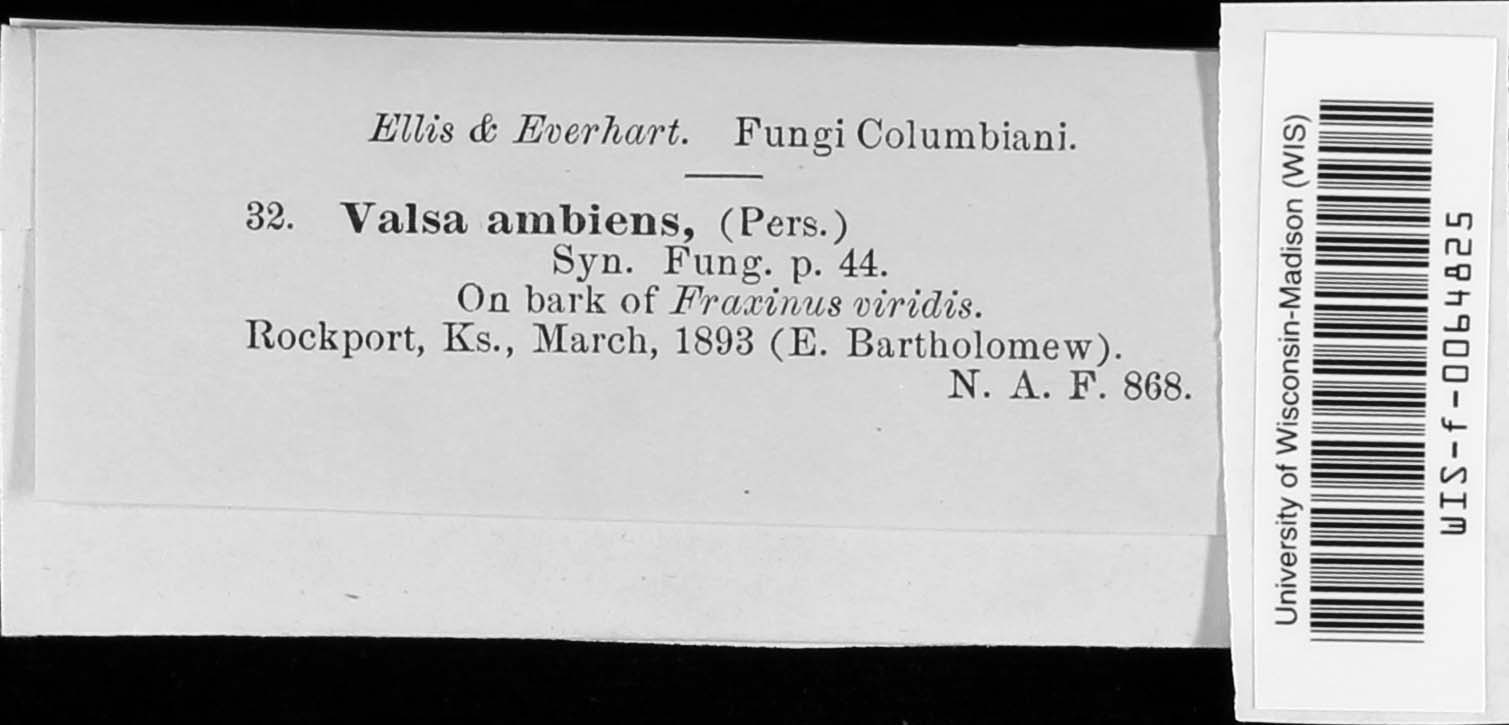 Ellis & Everhart. Fungi Columbiani.
32. Valsa ambiens, (Pers.)
Syn. Fung. p. 44.
On bark of Fraxinus viridis.
Rockport, Ks., March, 1893 (E. Bartholomew).
N. A. F. 868.
University of Wisconsin-Madison (WIS)
WIS-f-0064825